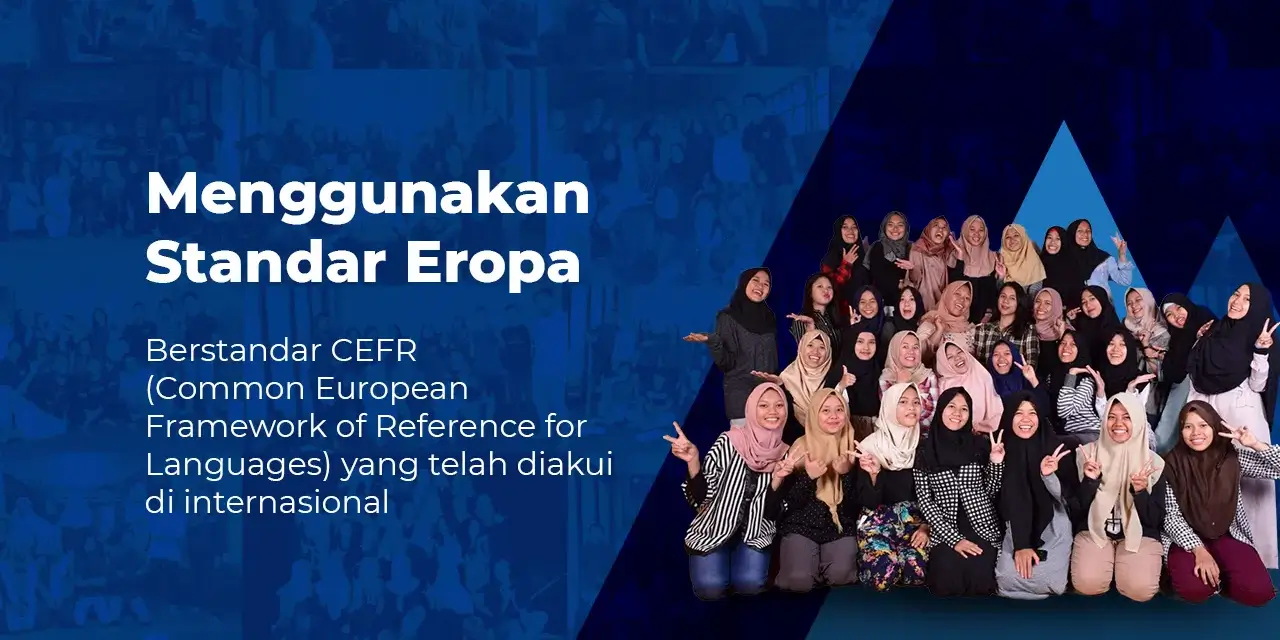 Menggunakan
Standar Eropa
Berstandar CEFR
(Common European
Framework of Reference for
Languages) yang telah diakui
di internasional